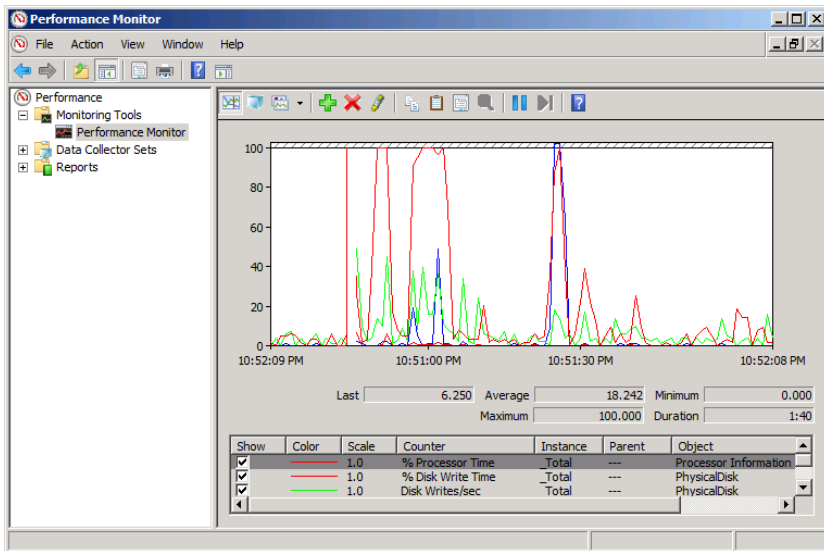 Performance Monitor
File Action View Window Help
Performance
Monitoring Tools
Performance Monitor
Data Collector Sets
Reports
100
80
60
40
20
0
10:52:09 PM 10:51:00 PM 10:51:30 PM 10:52:08 PM
Last 6.250 Average 18.242 Minimum 0.000
Maximum 100.000 Duration 1:40
Show Color Scale Counter Instance Parent Object
1.0 % Processor Time _Total --- Processor Information
1.0 % Disk Write Time _Total --- PhysicalDisk
1.0 Disk Writes/sec _Total --- PhysicalDisk